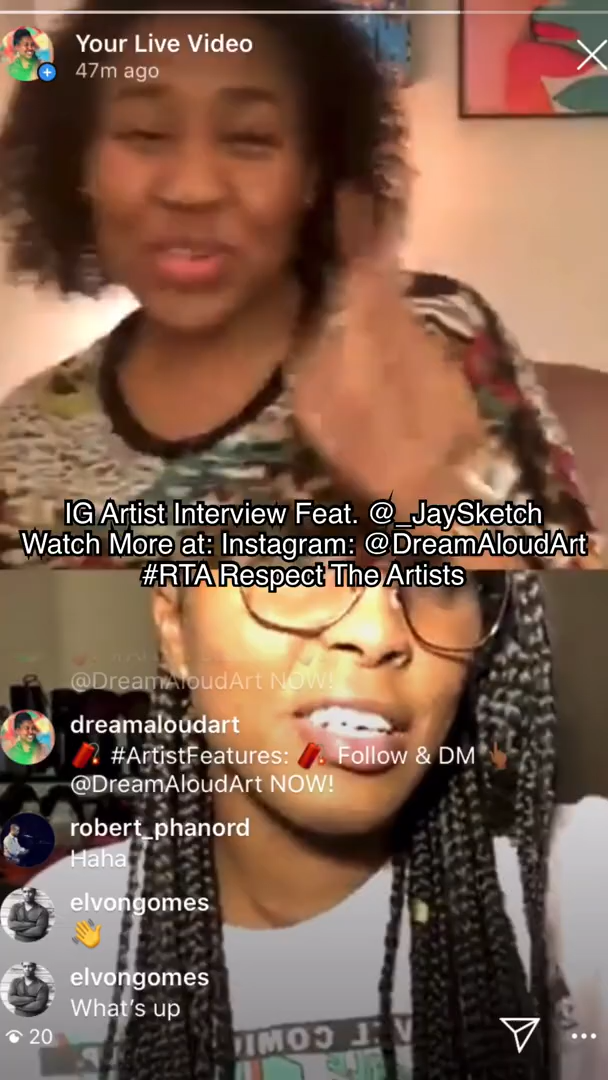 Your Live Video
47m ago
IG Artist Interview Feat. @_JaySketch
Watch More at: Instagram: @DreamAloudArt
#RTA Respect The Artists
@DreamAloudArt NOW!
dreamaloudart
🧨 #ArtistFeatures: 🧨 Follow & DM 👆🏾
@DreamAloudArt NOW!
robert_phanord
Haha
elvongomes
👋
elvongomes
What's up
20